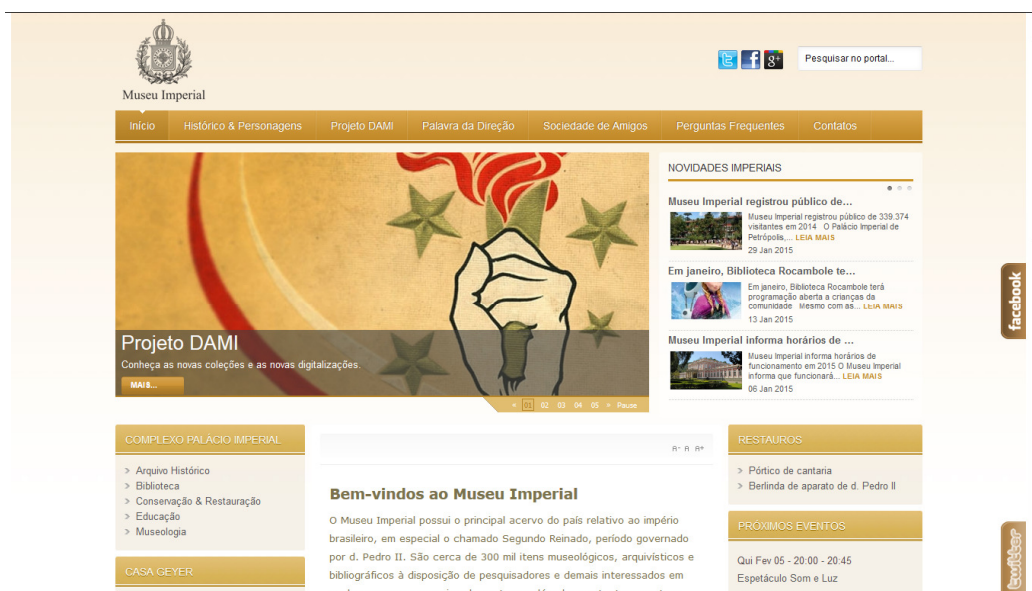 Museu Imperial
Pesquisar no portal...
Início
Histórico & Personagens
Projeto DAMI
Palavra da Direção
Sociedade de Amigos
Perguntas Frequentes
Contatos
Projeto DAMI
Conheça as novas coleções e as novas digitalizações.
MAIS...
« 01 02 03 04 05 » Pause
NOVIDADES IMPERIAIS
Museu Imperial registrou público de...
Museu Imperial registrou público de 339.374
visitantes em 2014 O Palácio Imperial de
Petrópolis,... LEIA MAIS
29 Jan 2015
Em janeiro, Biblioteca Rocambole te...
Em janeiro, Biblioteca Rocambole terá
programação aberta a crianças da
comunidade Mesmo com as... LEIA MAIS
13 Jan 2015
Museu Imperial informa horários de ...
Museu Imperial informa horários de
funcionamento em 2015 O Museu Imperial
informa que funcionará... LEIA MAIS
06 Jan 2015
facebook
COMPLEXO PALÁCIO IMPERIAL
Arquivo Histórico
Biblioteca
Conservação & Restauração
Educação
Museologia
CASA GEYER
A- A A+
Bem-vindos ao Museu Imperial
O Museu Imperial possui o principal acervo do país relativo ao império
brasileiro, em especial o chamado Segundo Reinado, período governado
por d. Pedro II. São cerca de 300 mil itens museológicos, arquivísticos e
bibliográficos à disposição de pesquisadores e demais interessados em
RESTAUROS
Pórtico de cantaria
Berlinda de aparato de d. Pedro II
PRÓXIMOS EVENTOS
Qui Fev 05 - 20:00 - 20:45
Espetáculo Som e Luz
twitter